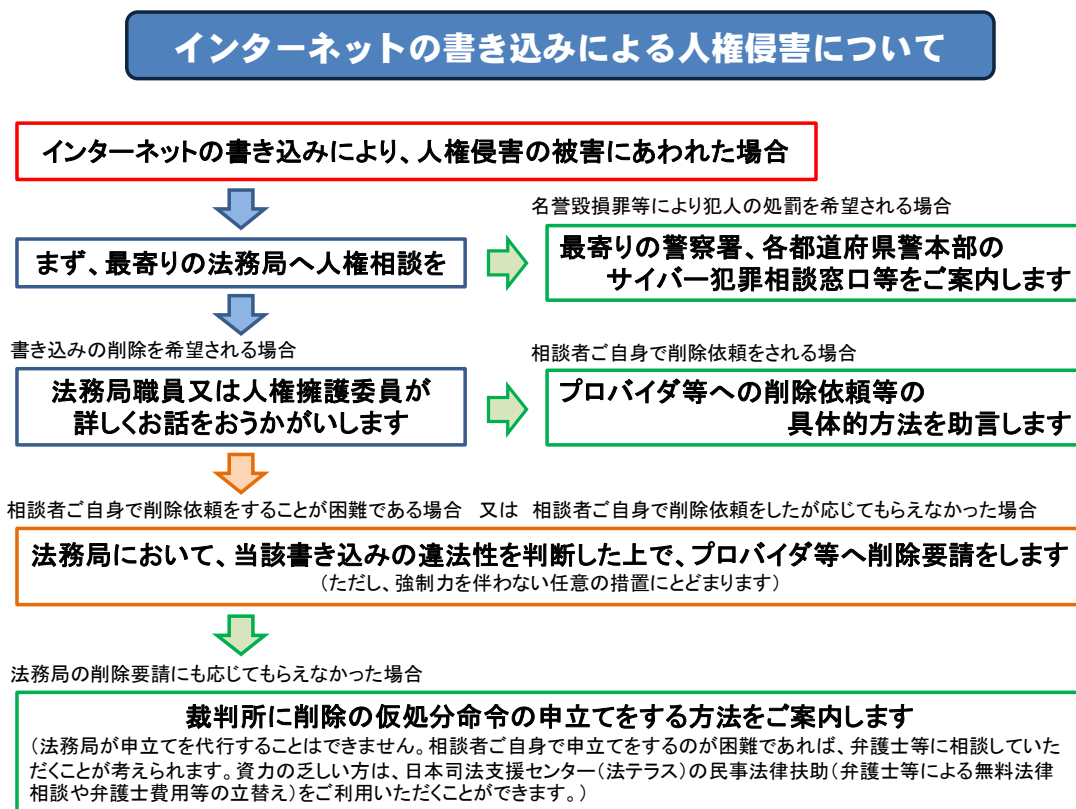 インターネットの書き込みによる人権侵害について
インターネットの書き込みにより、人権侵害の被害にあわれた場合
名誉毀損罪等により犯人の処罰を希望される場合
まず、最寄りの法務局へ人権相談を
最寄りの警察署、各都道府県警本部の
サイバー犯罪相談窓口等をご案内します
書き込みの削除を希望される場合
相談者ご自身で削除依頼をされる場合
法務局職員又は人権擁護委員が
詳しくお話をおうかがいします
プロバイダ等への削除依頼等の
具体的方法を助言します
相談者ご自身で削除依頼をすることが困難である場合 又は 相談者ご自身で削除依頼をしたが応じてもらえなかった場合
法務局において、当該書き込みの違法性を判断した上で、プロバイダ等へ削除要請をします
(ただし、強制力を伴わない任意の措置にとどまります)
法務局の削除要請にも応じてもらえなかった場合
裁判所に削除の仮処分命令の申立てをする方法をご案内します
(法務局が申立てを代行することはできません。相談者ご自身で申立てをするのが困難であれば、弁護士等に相談していた
だくことが考えられます。資力の乏しい方は、日本司法支援センター(法テラス)の民事法律扶助(弁護士等による無料法律
相談や弁護士費用等の立替え)をご利用いただくことができます。)